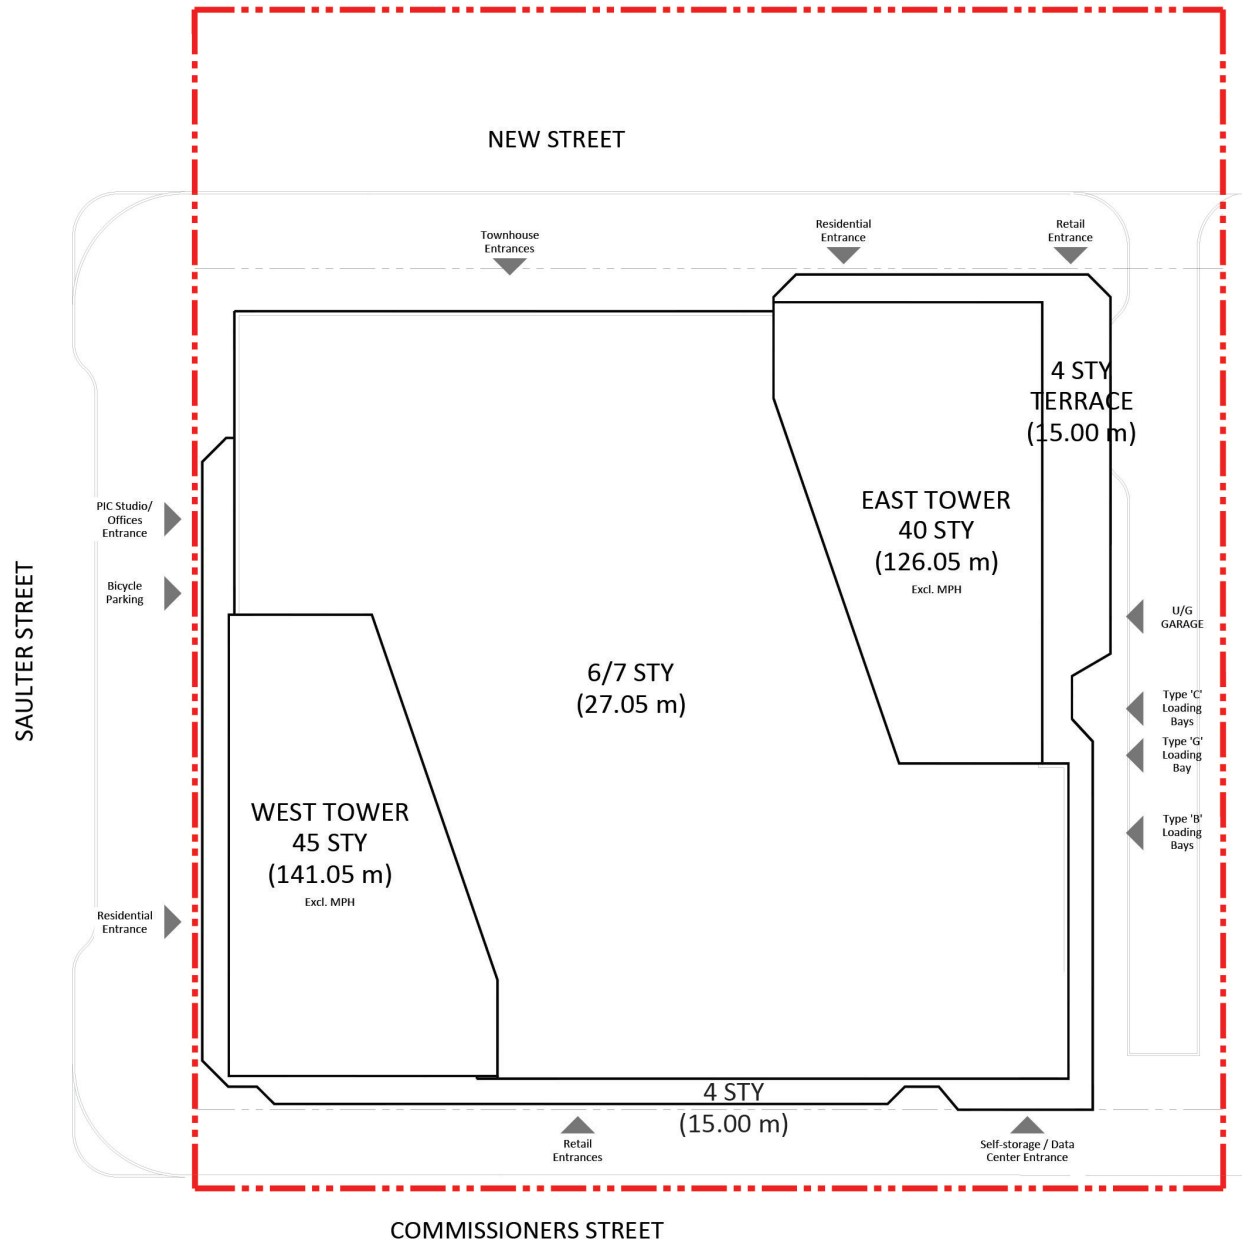 NEW STREET
Townhouse
Entrances
Residential
Entrance
Retail
Entrance
4 STY
TERRACE
(15.00 m)
EAST TOWER
40 STY
(126.05 m)
Excl. MPH
PIC Studio/
Offices
Entrance
Bicycle
Parking
SAULTER STREET
U/G
GARAGE
6/7 STY
(27.05 m)
Type 'C'
Loading
Bays
Type 'G'
Loading
Bay
WEST TOWER
45 STY
(141.05 m)
Excl. MPH
Type 'B'
Loading
Bays
Residential
Entrance
4 STY
(15.00 m)
Retail
Entrances
Self-storage / Data
Center Entrance
COMMISSIONERS STREET